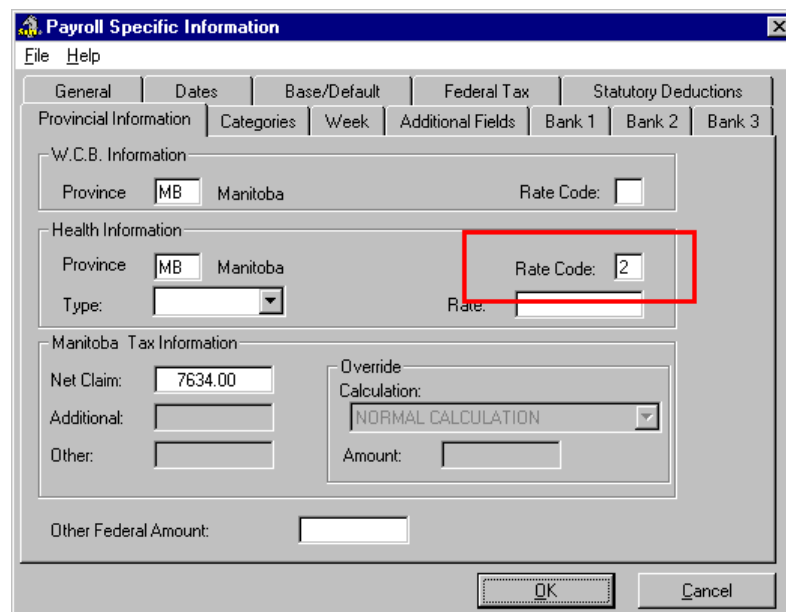 Payroll Specific Information
File Help
General Dates Base/Default Federal Tax Statutory Deductions
Provincial Information Categories Week Additional Fields Bank 1 Bank 2 Bank 3
W.C.B. Information
Province MB Manitoba Rate Code:
Health Information
Province MB Manitoba Rate Code: 2
Type: Rate:
Manitoba Tax Information
Net Claim: 7634.00
Override
Calculation:
Additional: NORMAL CALCULATION
Other: Amount:
Other Federal Amount:
OK Cancel